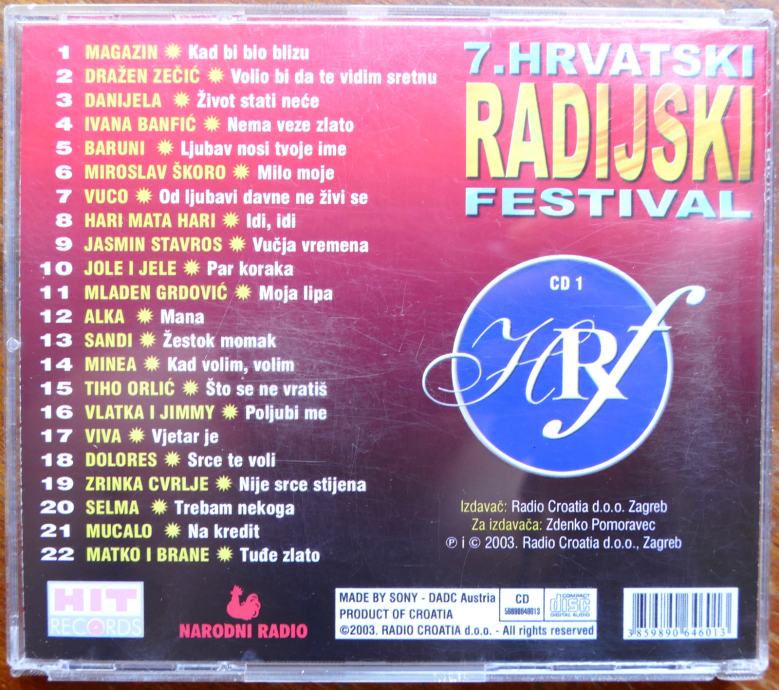 1 MAGAZIN Kad bi bio blizu
2 DRAŽEN ZEČIĆ Volio bi da te vidim sretnu
3 DANIJELA Život stati neće
4 IVANA BANFIĆ Nema veze zlato
5 BARUNI Ljubav nosi tvoje ime
6 MIROSLAV ŠKORO Milo moje
7 VUCO Od ljubavi davne ne živi se
8 HARI MATA HARI Idi, idi
9 JASMIN STAVROS Vučja vremena
10 JOLE I JELE Par koraka
11 MLADEN GRDOVIĆ Moja lipa
12 ALKA Mana
13 SANDI Žestok momak
14 MINEA Kad volim, volim
15 TIHO ORLIĆ Što se ne vratiš
16 VLATKA I JIMMY Poljubi me
17 VIVA Vjetar je
18 DOLORES Srce te voli
19 ZRINKA CVRLJE Nije srce stijena
20 SELMA Trebam nekoga
21 MUCALO Na kredit
22 MATKO I BRANE Tuđe zlato
7.HRVATSKI
RADIJSKI
FESTIVAL
CD 1
HRf
Izdavač: Radio Croatia d.o.o. Zagreb
Za izdavača: Zdenko Pomoravec
℗ i © 2003. Radio Croatia d.o.o., Zagreb
HIT
RECORDS
NARODNI RADIO
MADE BY SONY - DADC Austria
PRODUCT OF CROATIA
©2003. RADIO CROATIA d.o.o. - All rights reserved
CD
COMPACT
disc
DIGITAL AUDIO
3 859890 646013